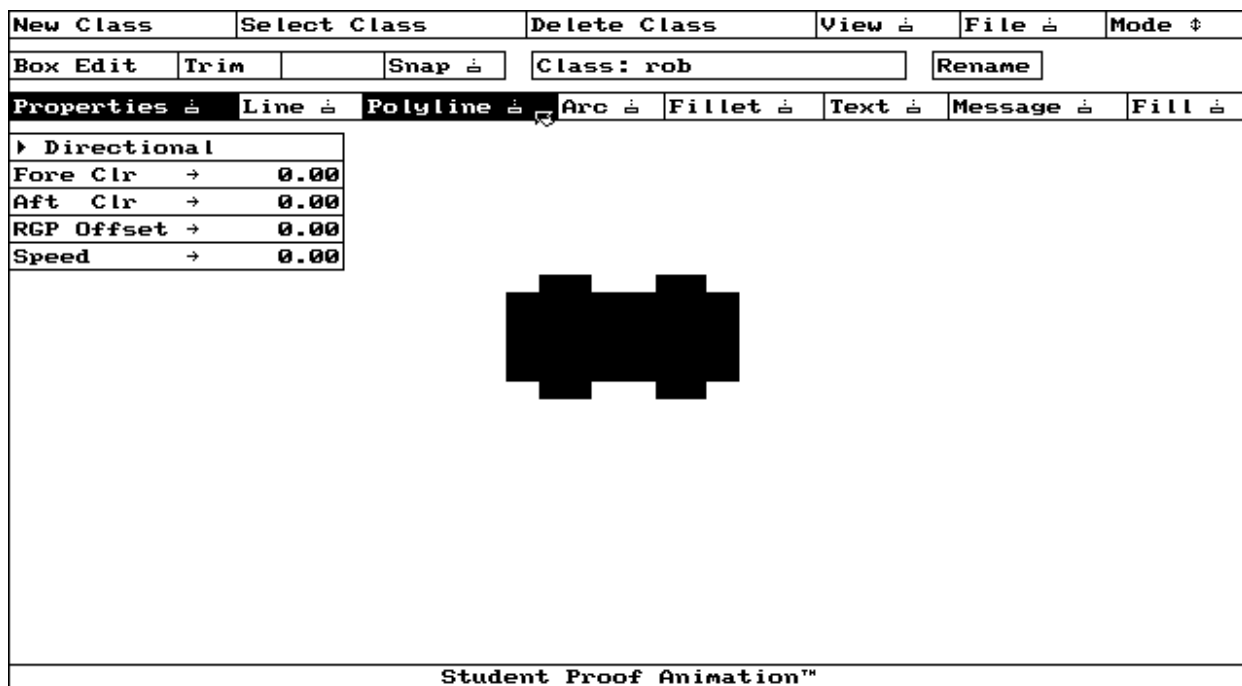 New Class Select Class Delete Class View File Mode
Box Edit Trim Snap Class: rob Rename
Properties Line Polyline Arc Fillet Text Message Fill
Directional
Fore Clr → 0.00
Aft Clr → 0.00
RGP Offset → 0.00
Speed → 0.00
Student Proof Animation™